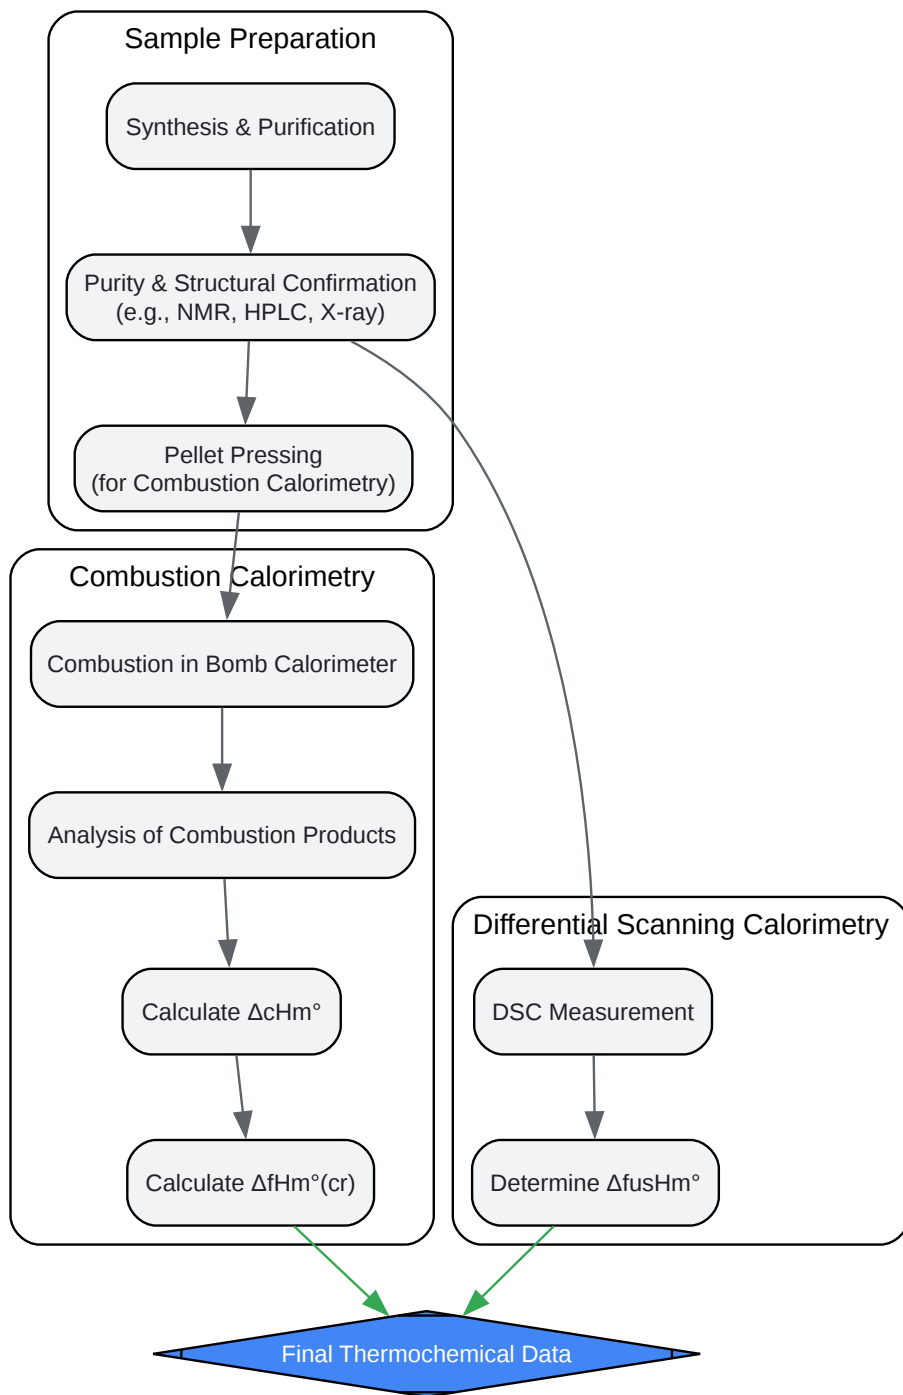 Sample Preparation
Synthesis & Purification
Purity & Structural Confirmation
(e.g., NMR, HPLC, X-ray)
Pellet Pressing
(for Combustion Calorimetry)
Combustion Calorimetry
Combustion in Bomb Calorimeter
Analysis of Combustion Products
Calculate ΔcHm°
Calculate ΔfHm°(cr)
Differential Scanning Calorimetry
DSC Measurement
Determine ΔfusHm°
Final Thermochemical Data